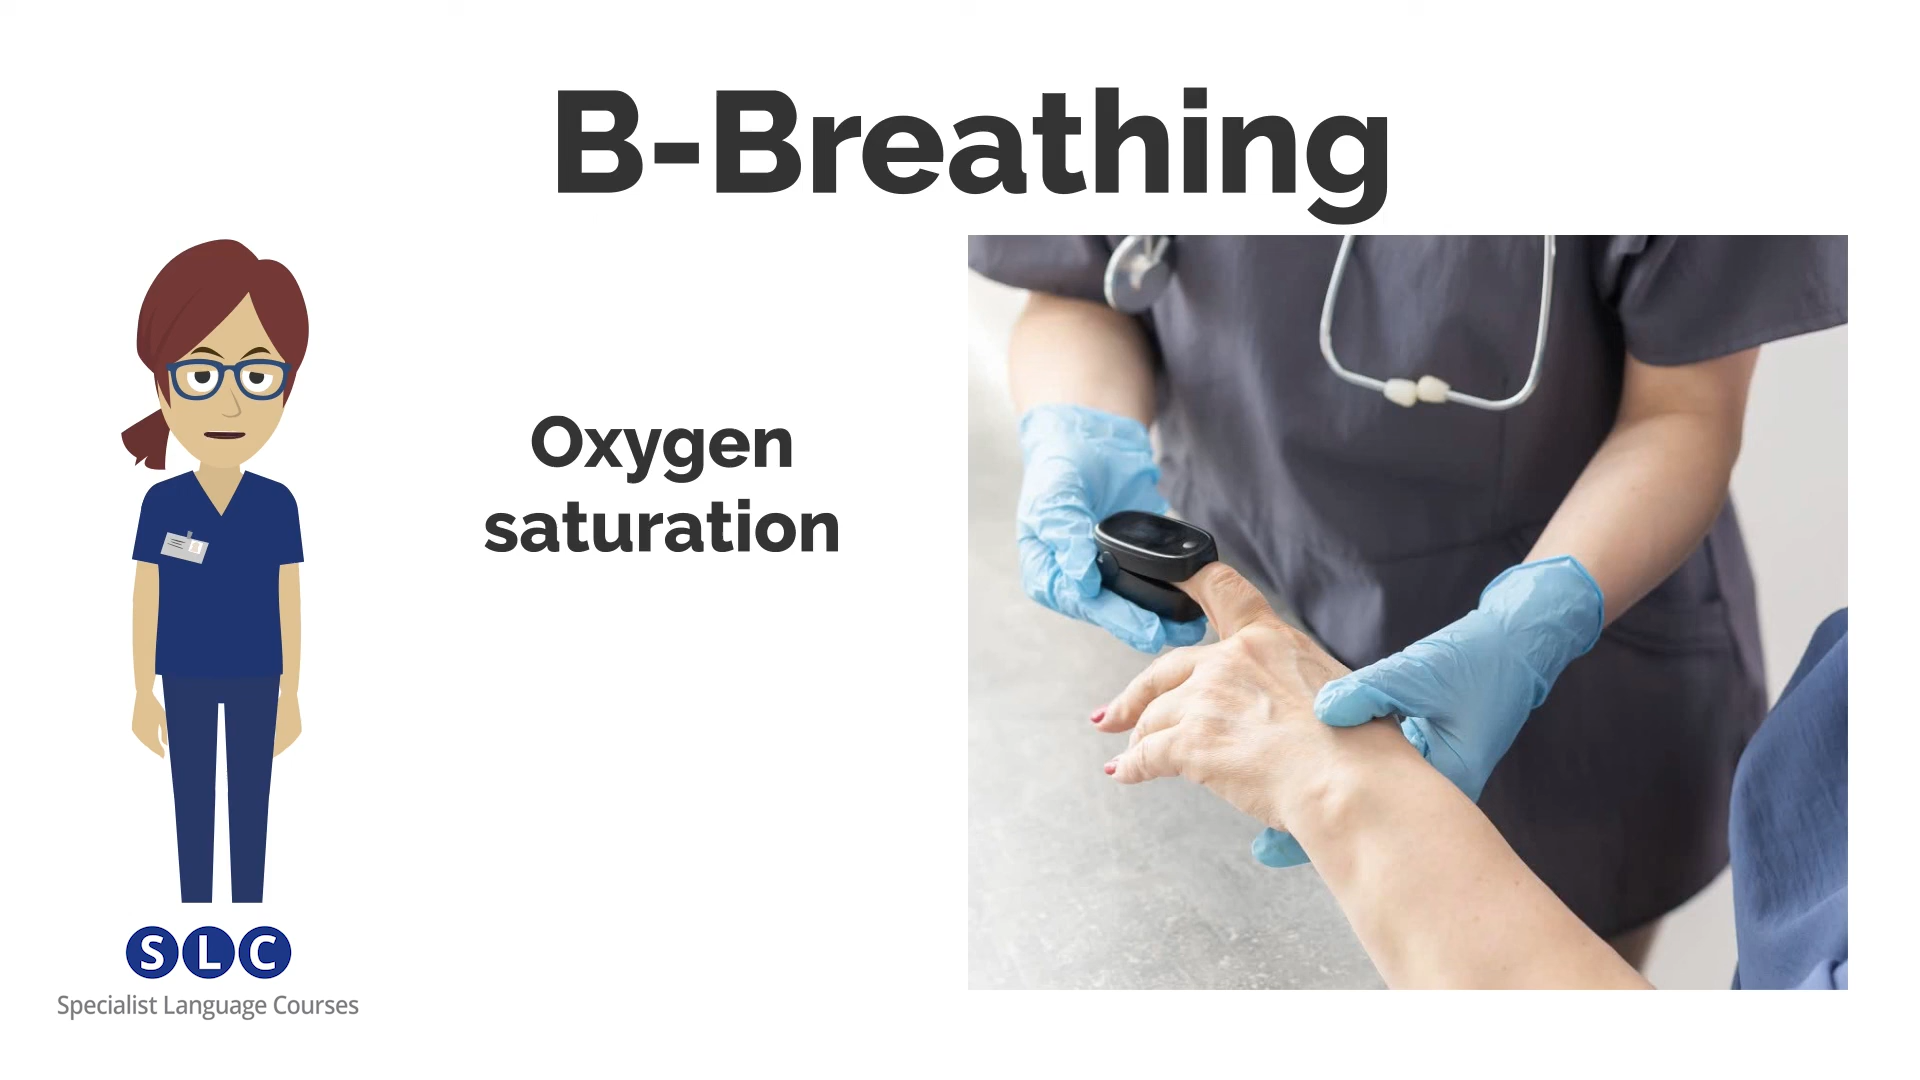 B-Breathing
Oxygen
saturation
SLC
Specialist Language Courses